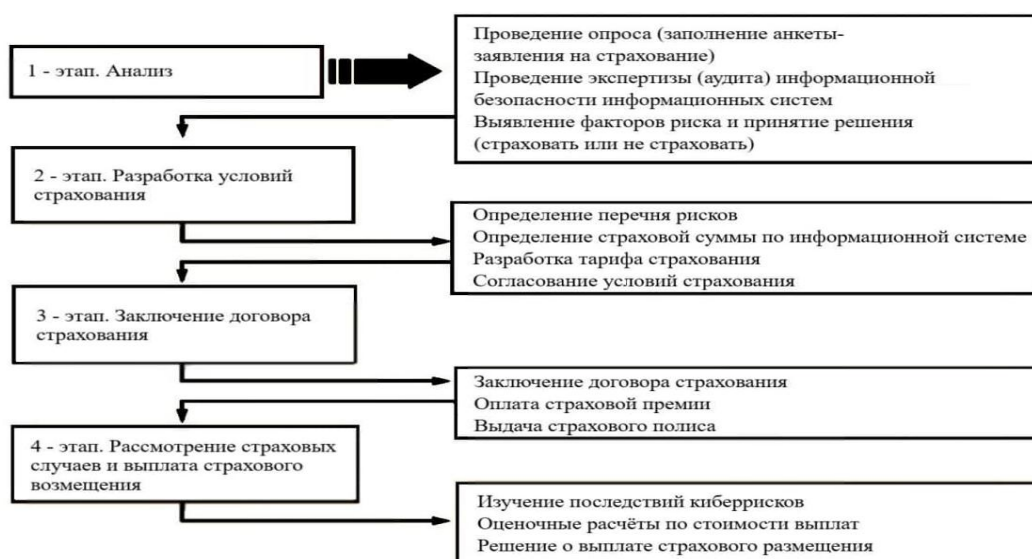 1 - этап. Анализ
Проведение опроса (заполнение анкеты-
заявления на страхование)
Проведение экспертизы (аудита) информационной
безопасности информационных систем
Выявление факторов риска и принятие решения
(страховать или не страховать)
2 - этап. Разработка условий
страхования
Определение перечня рисков
Определение страховой суммы по информационной системе
Разработка тарифа страхования
Согласование условий страхования
3 - этап. Заключение договора
страхования
Заключение договора страхования
Оплата страховой премии
Выдача страхового полиса
4 - этап. Рассмотрение страховых
случаев и выплата страхового
возмещения
Изучение последствий киберрисков
Оценочные расчёты по стоимости выплат
Решение о выплате страхового размещения